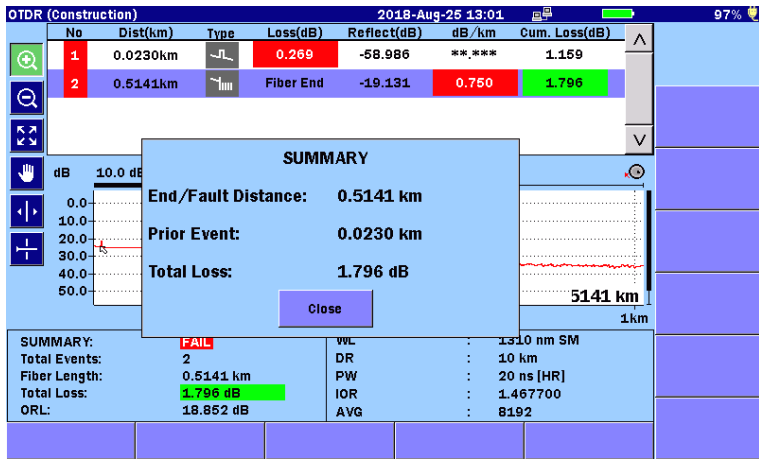 OTDR (Construction) 2018-Aug-25 13:01 97%
No Dist(km) Type Loss(dB) Reflect(dB) dB/km Cum. Loss(dB)
1 0.0230km 0.269 -58.986 **.*** 1.159
2 0.5141km Fiber End -19.131 0.750 1.796
SUMMARY
End/Fault Distance: 0.5141 km
Prior Event: 0.0230 km
Total Loss: 1.796 dB
Close
dB 10.0 dB
0.0
10.0
20.0
30.0
40.0
50.0
5141 km
1km
SUMMARY: FAIL
Total Events: 2
Fiber Length: 0.5141 km
Total Loss: 1.796 dB
ORL: 18.852 dB
WL : 1310 nm SM
DR : 10 km
PW : 20 ns [HR]
IOR : 1.467700
AVG : 8192